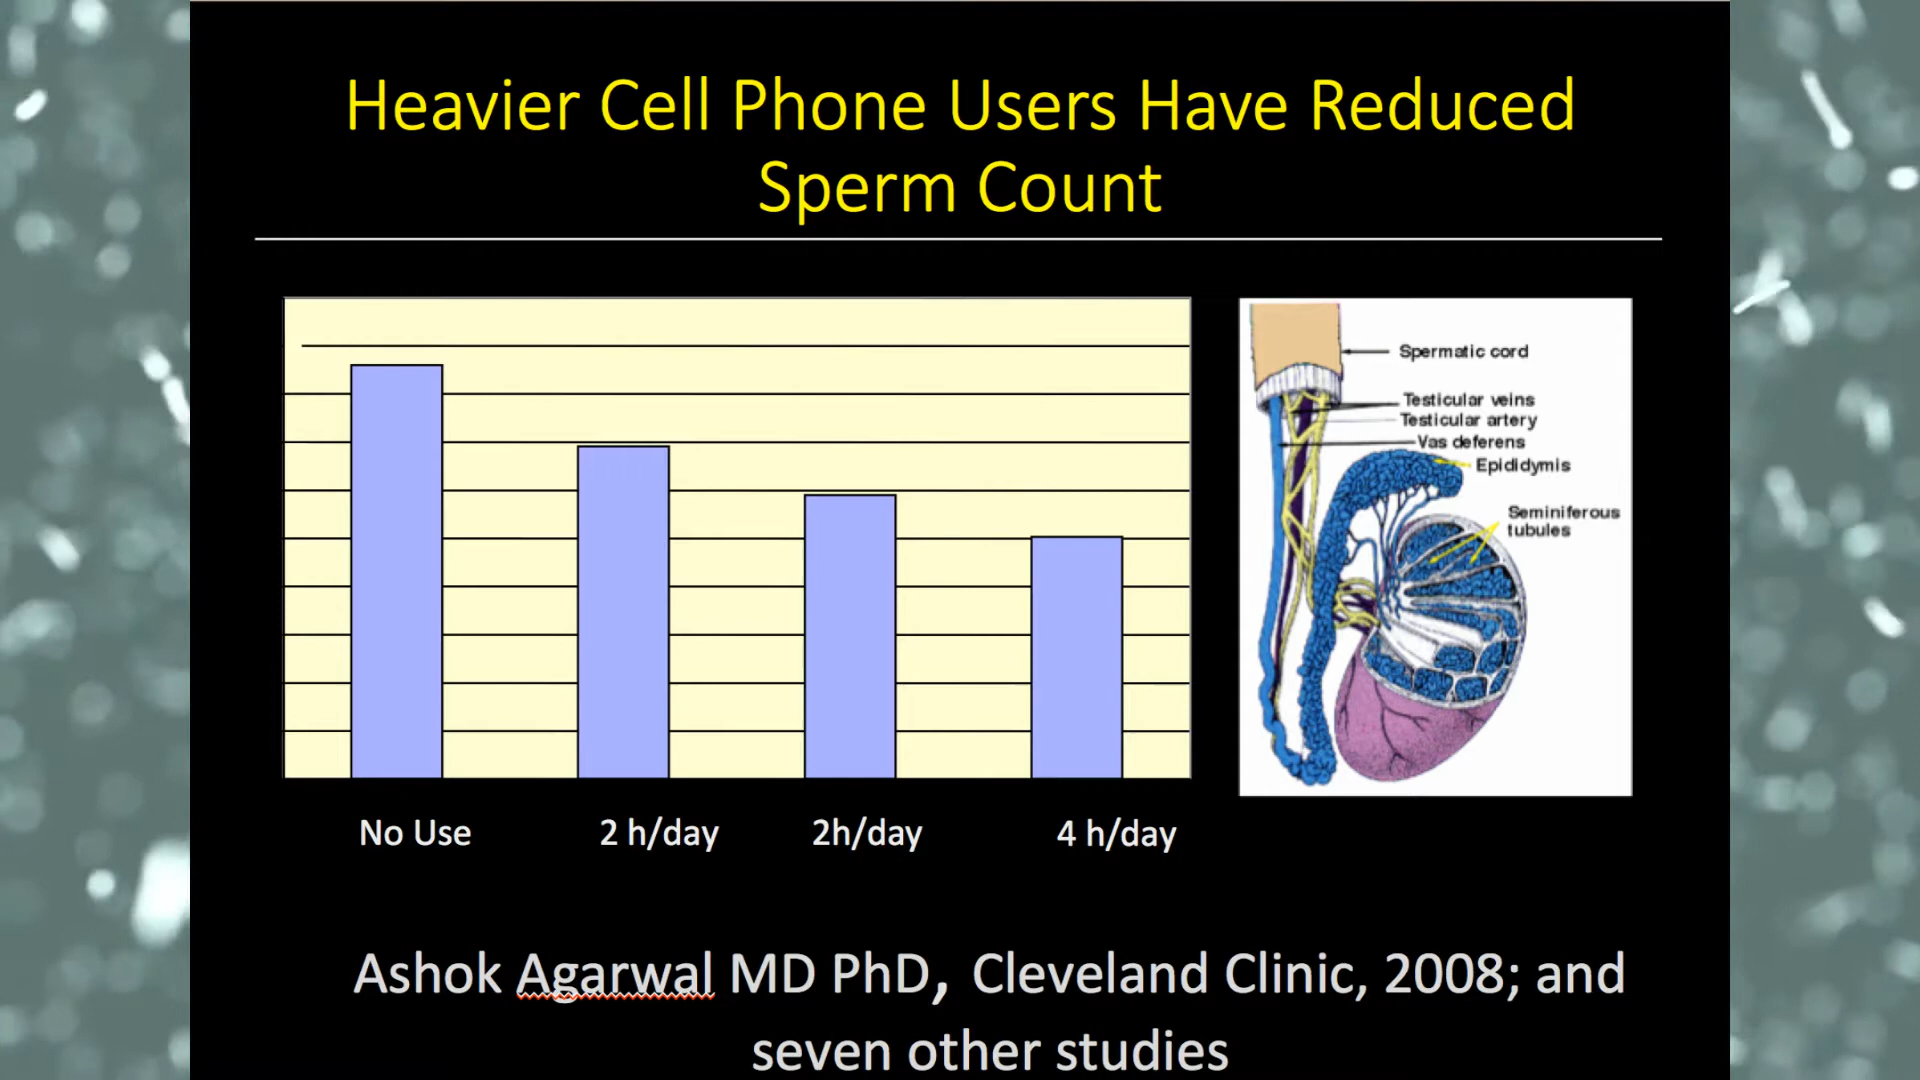 Heavier Cell Phone Users Have Reduced
Sperm Count
Spermatic cord
Testicular veins
Testicular artery
Vas deferens
Epididymis
Seminiferous
tubules
No Use
2 h/day
2h/day
4 h/day
Ashok Agarwal MD PhD, Cleveland Clinic, 2008; and
seven other studies